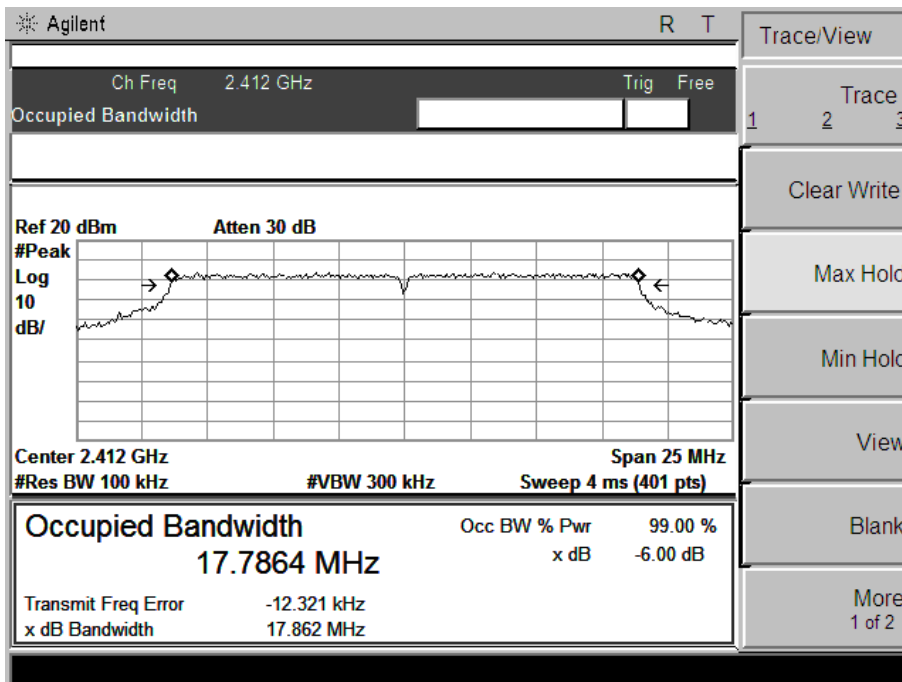 Agilent R T
Ch Freq 2.412 GHz Trig Free
Occupied Bandwidth
Ref 20 dBm Atten 30 dB
#Peak
Log
10
dB/
Center 2.412 GHz Span 25 MHz
#Res BW 100 kHz #VBW 300 kHz Sweep 4 ms (401 pts)
Occupied Bandwidth Occ BW % Pwr 99.00 %
17.7864 MHz x dB -6.00 dB
Transmit Freq Error -12.321 kHz
x dB Bandwidth 17.862 MHz
Trace/View
Trace
1 2 3
Clear Write
Max Hold
Min Hold
View
Blank
More
1 of 2